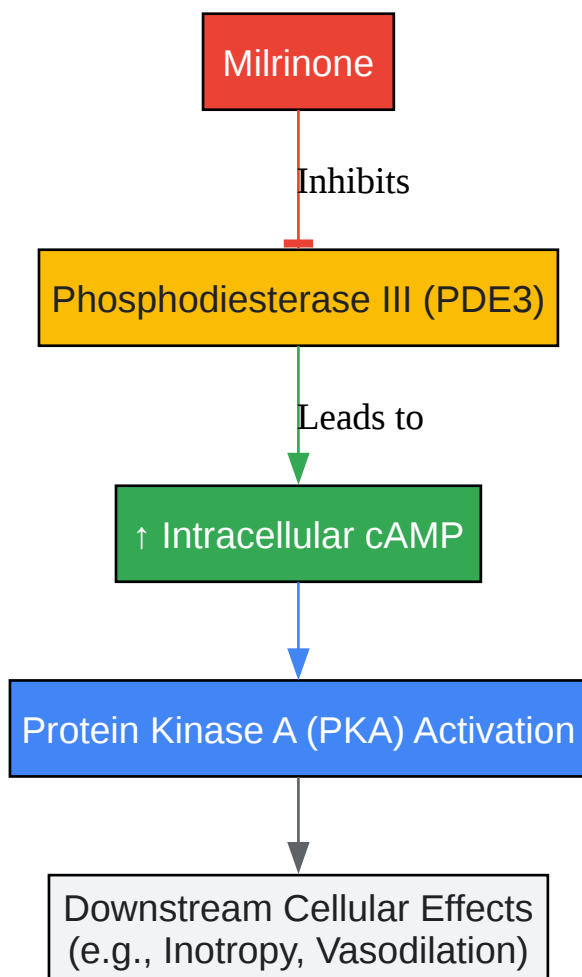 Milrinone
Inhibits
Phosphodiesterase III (PDE3)
Leads to
↑ Intracellular cAMP
Protein Kinase A (PKA) Activation
Downstream Cellular Effects
(e.g., Inotropy, Vasodilation)